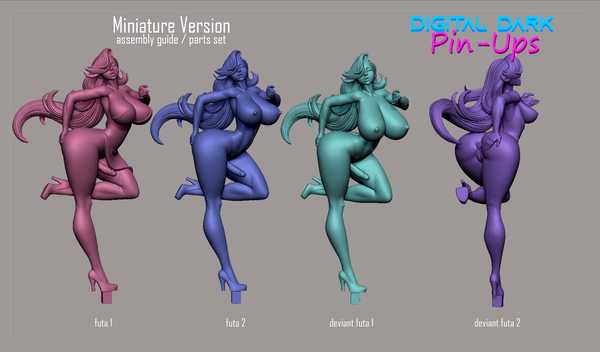 Miniature Version
assembly guide / parts set
DIGITAL DARK
Pin-Ups
futa 1
futa 2
deviant futa 1
deviant futa 2